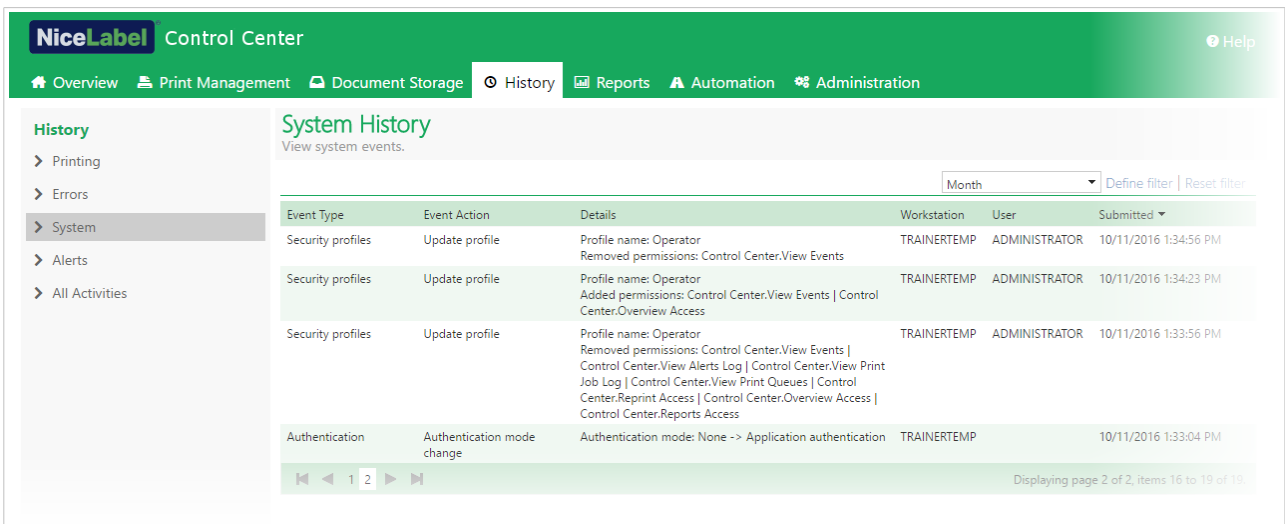 NiceLabel Control Center
Help
Overview Print Management Document Storage History Reports Automation Administration
History
Printing
Errors
System
Alerts
All Activities
System History
View system events.
Month Define filter | Reset filter
Event Type Event Action Details Workstation User Submitted
Security profiles Update profile Profile name: Operator TRAINERTEMP ADMINISTRATOR 10/11/2016 1:34:56 PM
Removed permissions: Control Center.View Events
Security profiles Update profile Profile name: Operator TRAINERTEMP ADMINISTRATOR 10/11/2016 1:34:23 PM
Added permissions: Control Center.View Events | Control
Center.Overview Access
Security profiles Update profile Profile name: Operator TRAINERTEMP ADMINISTRATOR 10/11/2016 1:33:56 PM
Removed permissions: Control Center.View Events |
Control Center.View Alerts Log | Control Center.View Print
Job Log | Control Center.View Print Queues | Control
Center.Reprint Access | Control Center.Overview Access |
Control Center.Reports Access
Authentication Authentication mode Authentication mode: None -> Application authentication TRAINERTEMP 10/11/2016 1:33:04 PM
change
1 2 Displaying page 2 of 2, items 16 to 19 of 19.